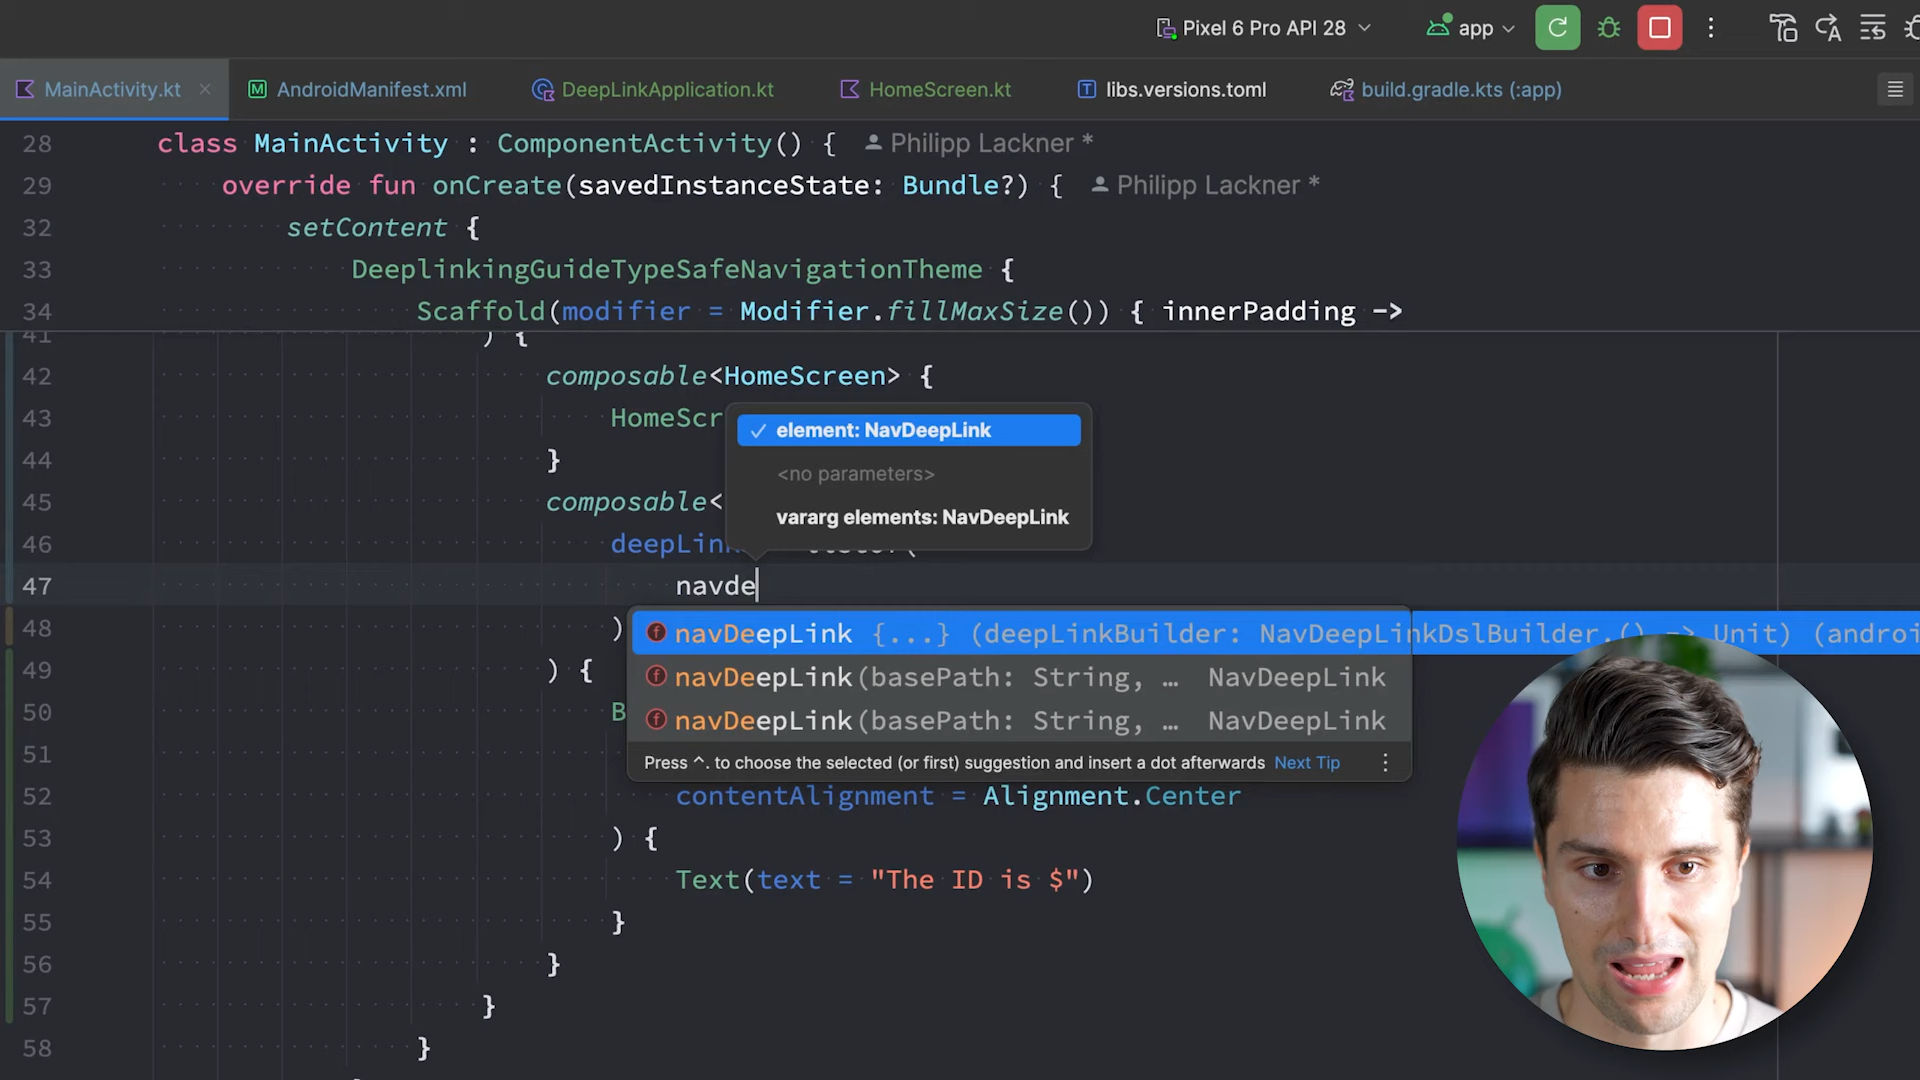 Pixel 6 Pro API 28
app
MainActivity.kt
AndroidManifest.xml
DeepLinkApplication.kt
HomeScreen.kt
libs.versions.toml
build.gradle.kts (:app)
28 class MainActivity : ComponentActivity() { Philipp Lackner *
29 override fun onCreate(savedInstanceState: Bundle?) { Philipp Lackner *
32 setContent {
33 DeeplinkingGuideTypeSafeNavigationTheme {
34 Scaffold(modifier = Modifier.fillMaxSize()) { innerPadding ->
41 ) {
42 composable<HomeScreen> {
43 HomeScr
element: NavDeepLink
44 }
<no parameters>
45 composable<
vararg elements: NavDeepLink
46 deepLin
47 navde
48 )
navDeepLink {...} (deepLinkBuilder: NavDeepLinkDslBuilder.() -> Unit) (androi
49 ) {
navDeepLink(basePath: String, … NavDeepLink
50 B
navDeepLink(basePath: String, … NavDeepLink
51
Press ^. to choose the selected (or first) suggestion and insert a dot afterwards Next Tip
52 contentAlignment = Alignment.Center
53 ) {
54 Text(text = "The ID is $")
55 }
56 }
57 }
58 }